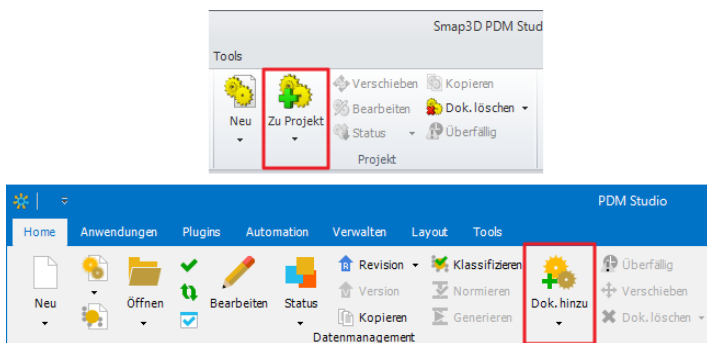 Smap3D PDM Stud
Tools
Neu
Zu Projekt
Verschieben
Kopieren
Bearbeiten
Dok. löschen
Status
Überfällig
Projekt
PDM Studio
Home Anwendungen Plugins Automation Verwalten Layout Tools
Neu
Öffnen
Bearbeiten
Status
Revision
Version
Kopieren
Klassifizieren
Normieren
Generieren
Dok. hinzu
Überfällig
Verschieben
Dok. löschen
Datenmanagement